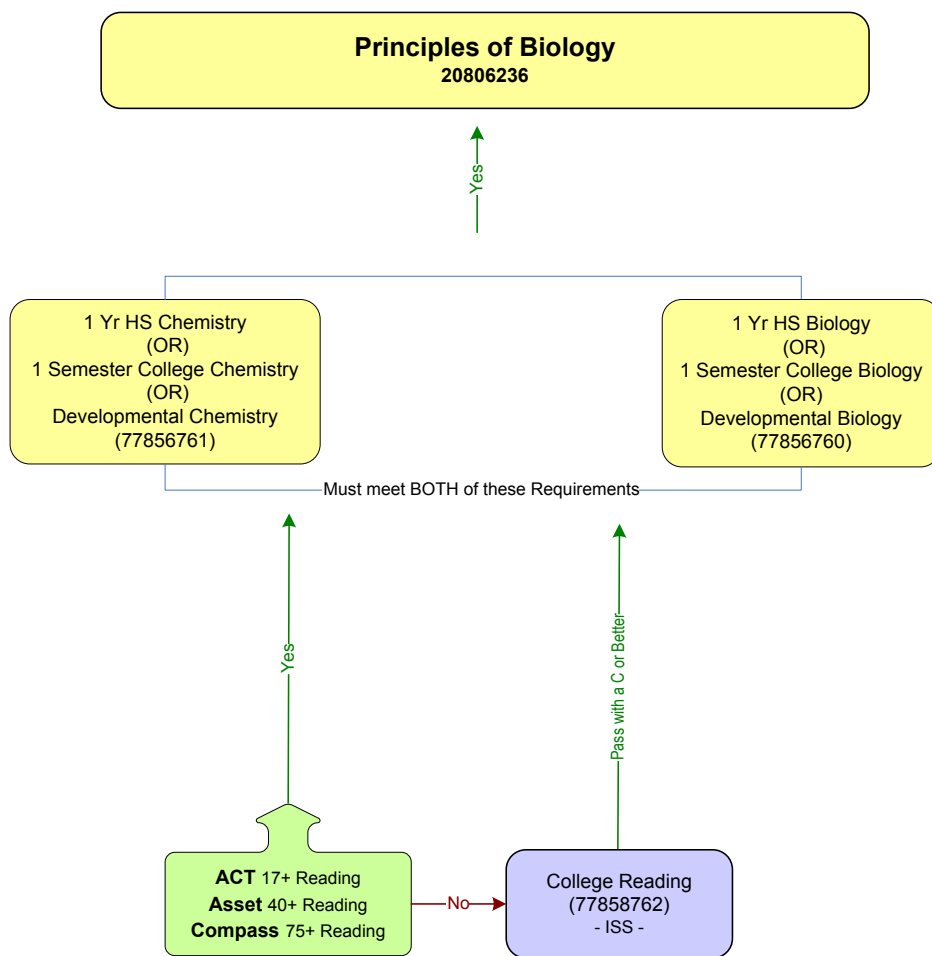 Principles of Biology
20806236
Yes
1 Yr HS Chemistry
(OR)
1 Semester College Chemistry
(OR)
Developmental Chemistry
(77856761)
1 Yr HS Biology
(OR)
1 Semester College Biology
(OR)
Developmental Biology
(77856760)
Must meet BOTH of these Requirements
Yes
Pass with a C or Better
ACT 17+ Reading
Asset 40+ Reading
Compass 75+ Reading
No
College Reading
(77858762)
- ISS -